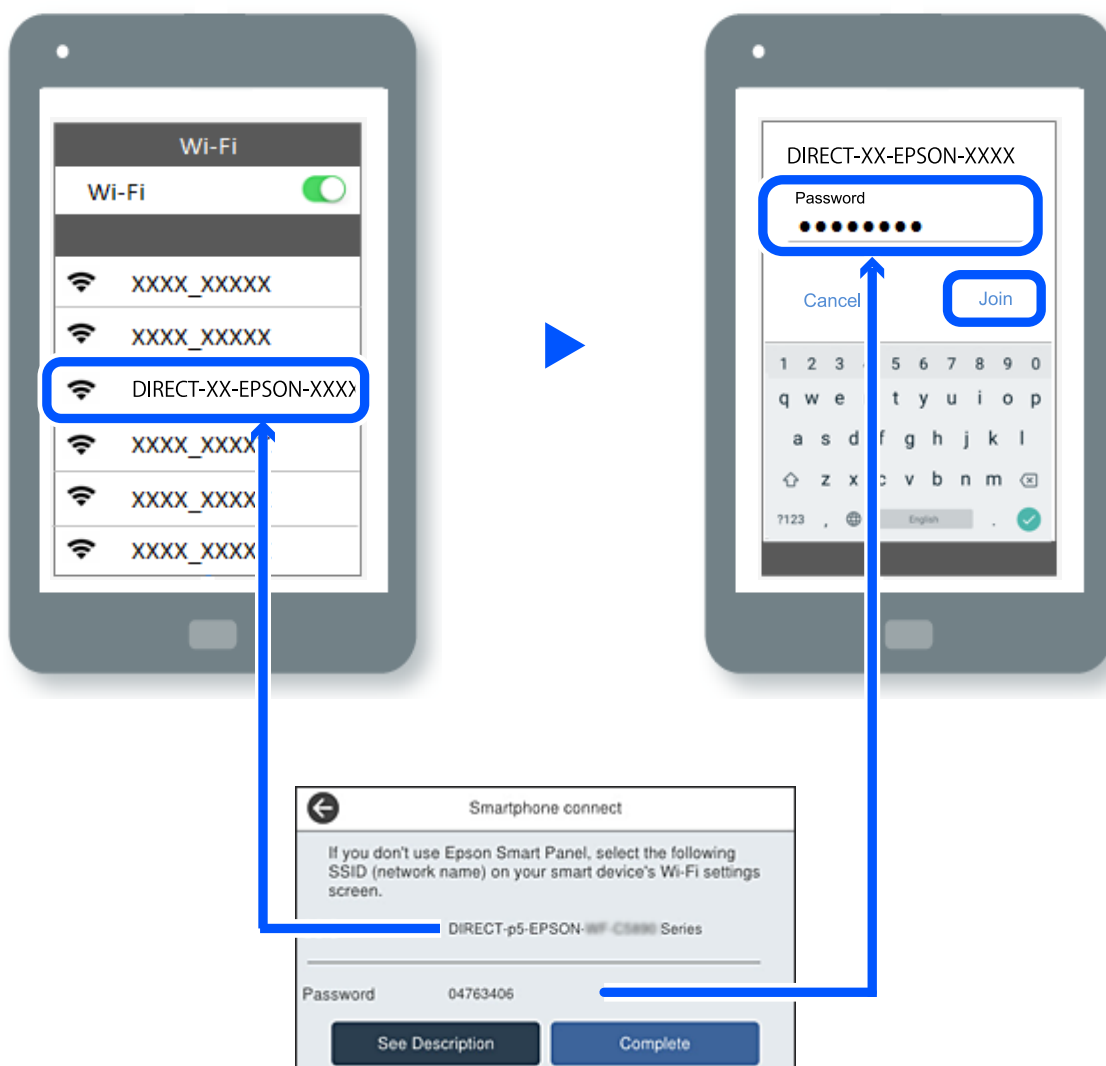 Wi-Fi
Wi-Fi
XXXX_XXXXX
XXXX_XXXXX
DIRECT-XX-EPSON-XXXX
XXXX_XXXX
XXXX_XXXX
XXXX_XXXX
DIRECT-XX-EPSON-XXXX
Password
●●●●●●●●
Cancel
Join
1 2 3 5 6 7 8 9 0
q w e t y u i o p
a s d f g h j k l
z x c v b n m
?123 , English .
Smartphone connect
If you don't use Epson Smart Panel, select the following
SSID (network name) on your smart device's Wi-Fi settings
screen.
DIRECT-p5-EPSON- Series
Password 04763406
See Description
Complete